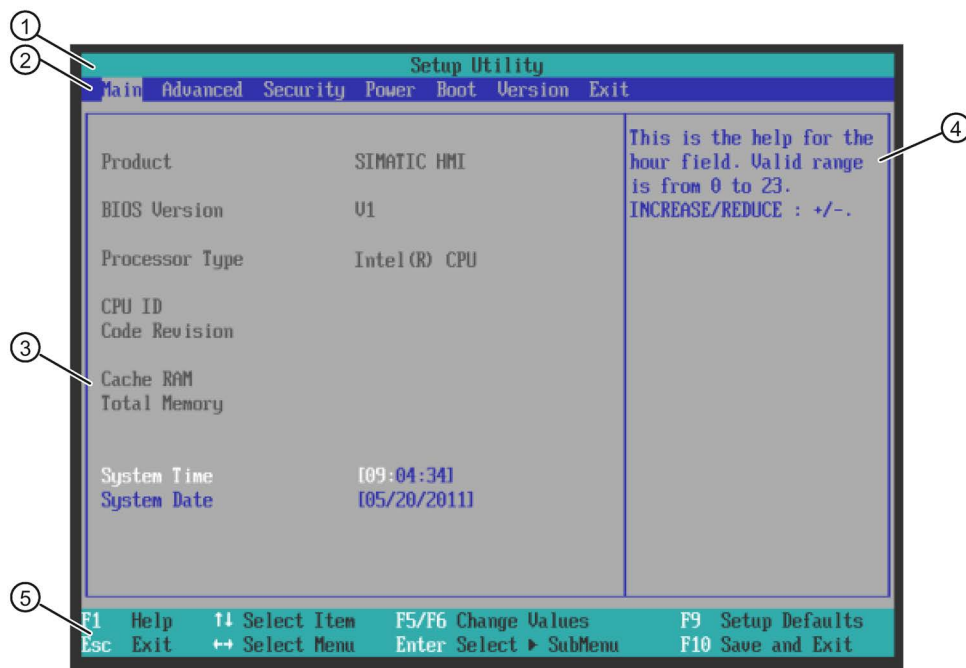 ①
Setup Utility
② Main Advanced Security Power Boot Version Exit
This is the help for the
hour field. Valid range
is from 0 to 23.
INCREASE/REDUCE : +/-.
④
Product SIMATIC HMI
BIOS Version V1
Processor Type Intel(R) CPU
CPU ID
Code Revision
③
Cache RAM
Total Memory
System Time [09:04:34]
System Date [05/20/2011]
⑤
F1 Help ↑↓ Select Item F5/F6 Change Values F9 Setup Defaults
Esc Exit ↔ Select Menu Enter Select ▶ SubMenu F10 Save and Exit